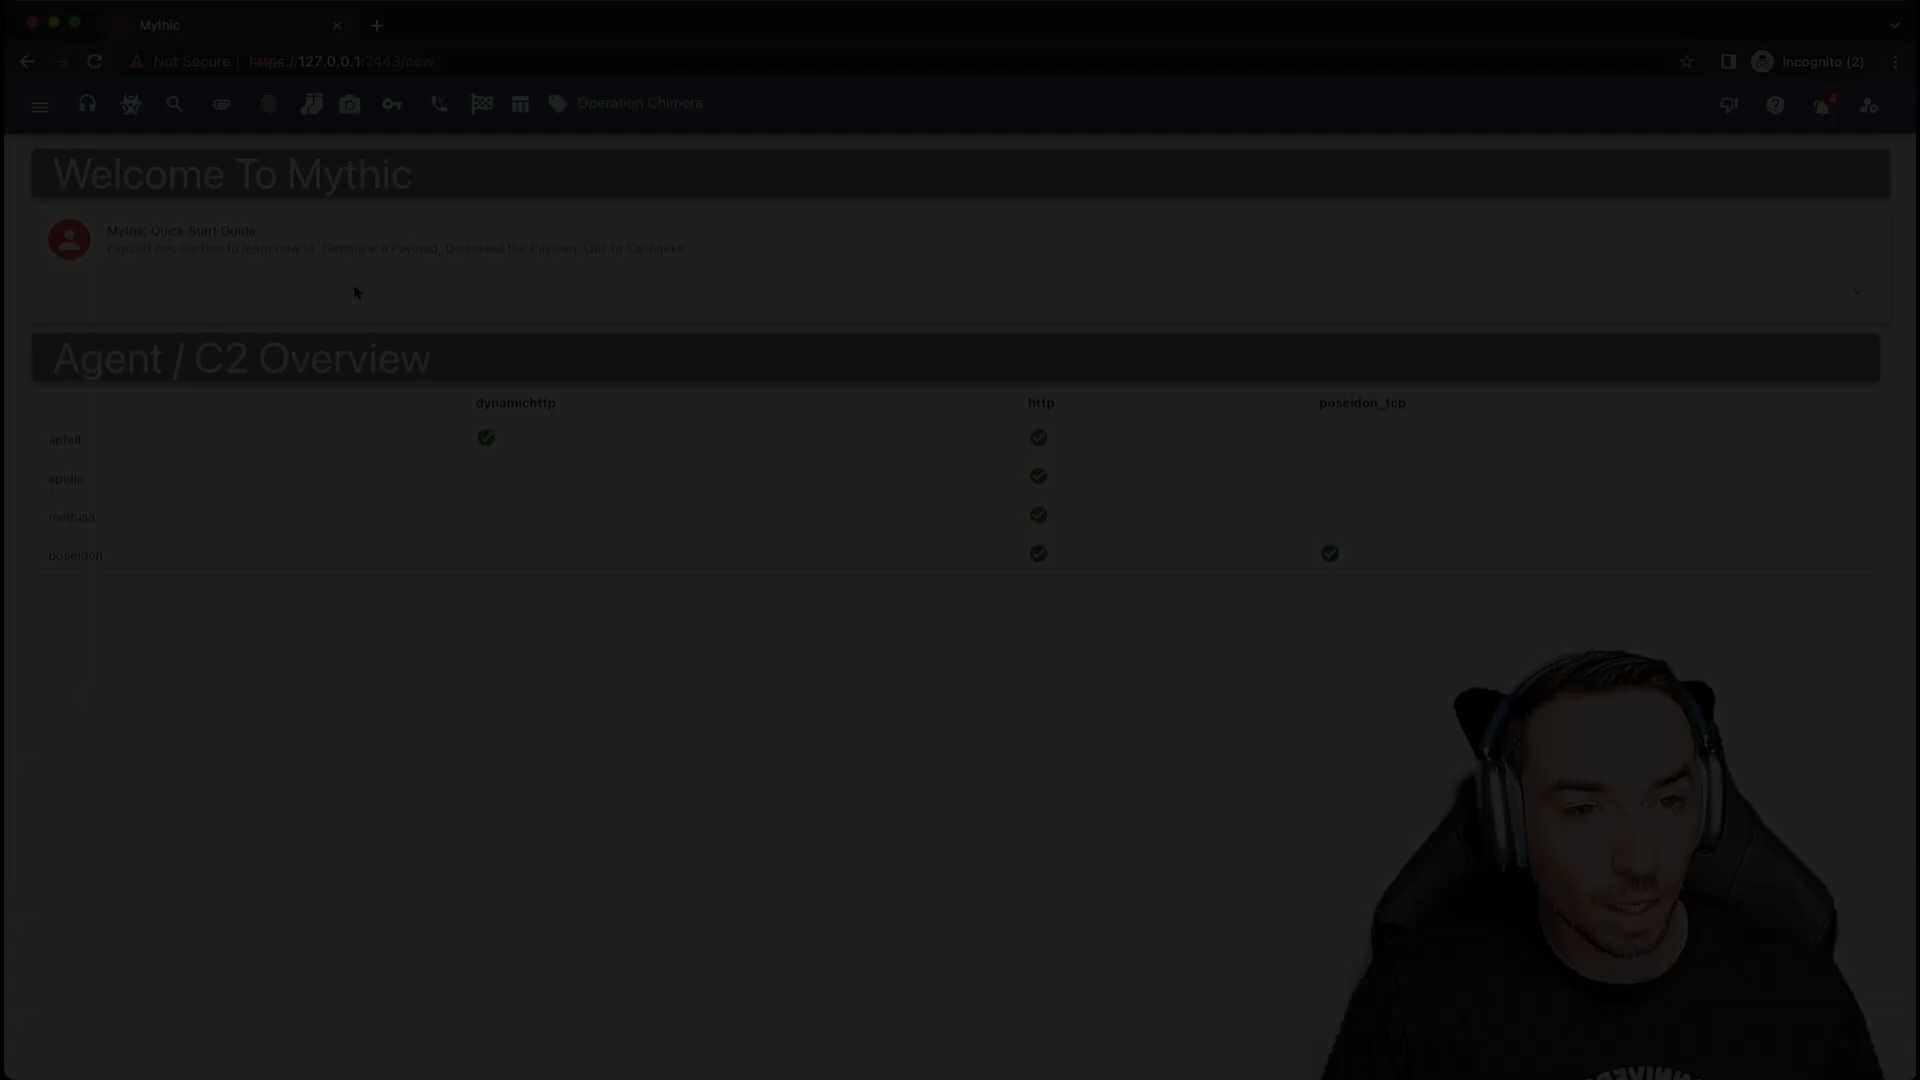 Mythic
Not Secure https://127.0.0.1:7443/new
Incognito (2)
Operation Chimera
4
Welcome To Mythic
Mythic Quick Start Guide
Expand this section to learn how to: Generate a Payload, Download the Payload, Get To Callbacks
Agent / C2 Overview
dynamichttp http poseidon_tcp
apfell
apollo
medusa
poseidon